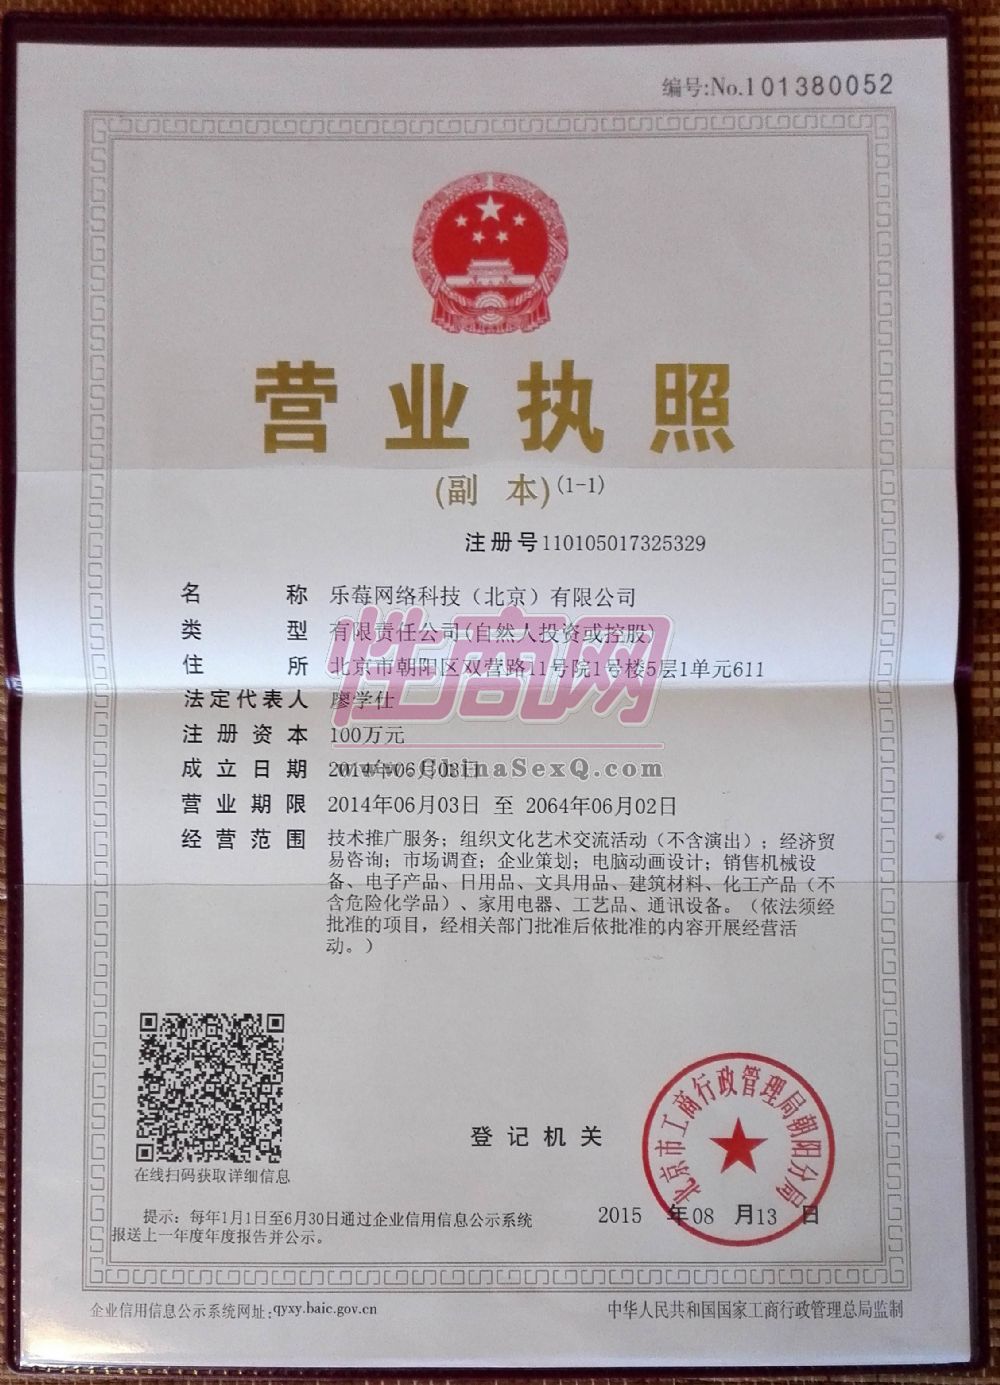 编号:No.101380052
营业执照
(副 本)(1-1)
注册号110105017325329
名 称 乐莓网络科技（北京）有限公司
类 型 有限责任公司(自然人投资或控股)
住 所 北京市朝阳区双营路11号院1号楼5层1单元611
法定代表人 廖学仕
注册资本 100万元
成立日期 2014年06月03日
营业期限 2014年06月03日 至 2064年06月02日
经营范围 技术推广服务；组织文化艺术交流活动（不含演出）；经济贸
易咨询；市场调查；企业策划；电脑动画设计；销售机械设
备、电子产品、日用品、文具用品、建筑材料、化工产品（不
含危险化学品）、家用电器、工艺品、通讯设备。（依法须经
批准的项目，经相关部门批准后依批准的内容开展经营活
动。）
性商网
www.ChinaSexQ.com
在线扫码获取详细信息
登记机关
北京市工商行政管理局朝阳分局
2015 年08 月13 日
提示：每年1月1日至6月30日通过企业信用信息公示系统
报送上一年度年度报告并公示。
企业信用信息公示系统网址:qyxy.baic.gov.cn
中华人民共和国国家工商行政管理总局监制